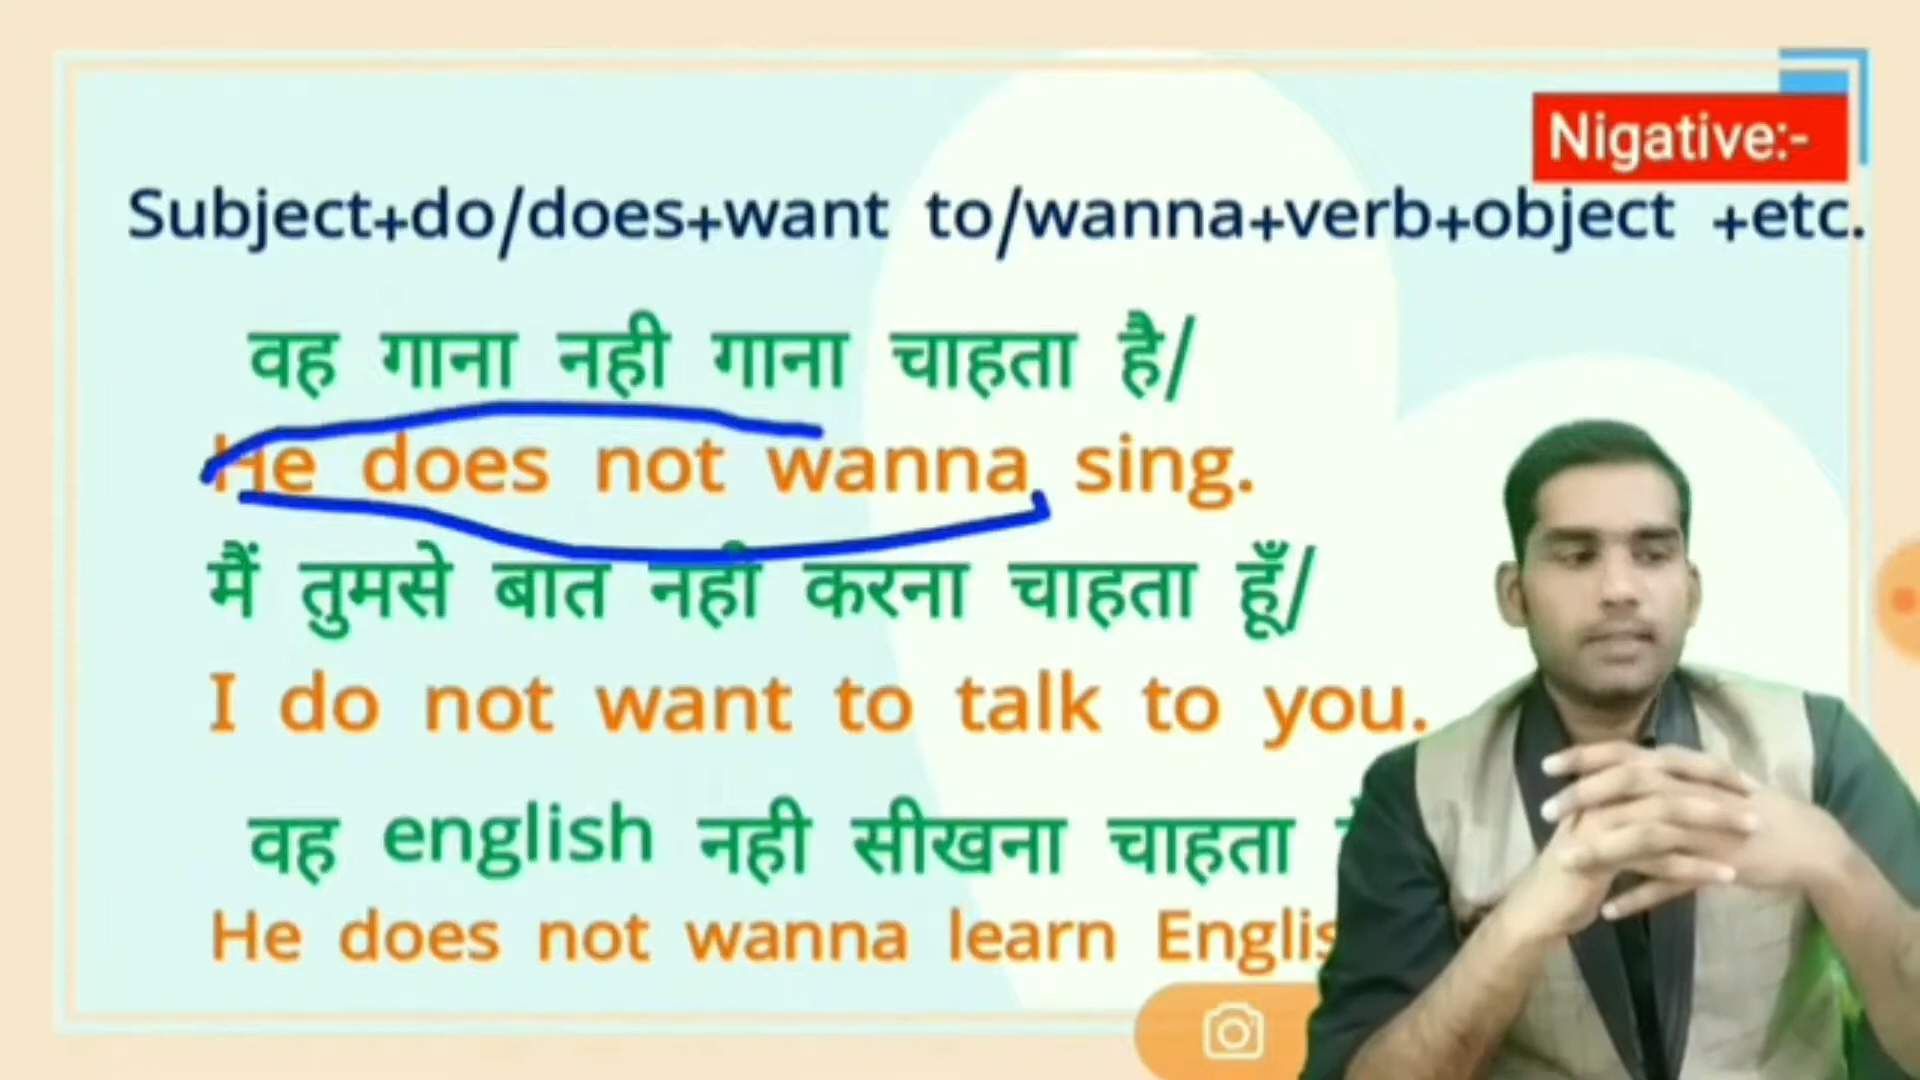 Nigative:-
Subject+do/does+want to/wanna+verb+object +etc.
वह गाना नही गाना चाहता है/
He does not wanna sing.
मैं तुमसे बात नही करना चाहता हूँ/
I do not want to talk to you.
वह english नही सीखना चाहता
He does not wanna learn